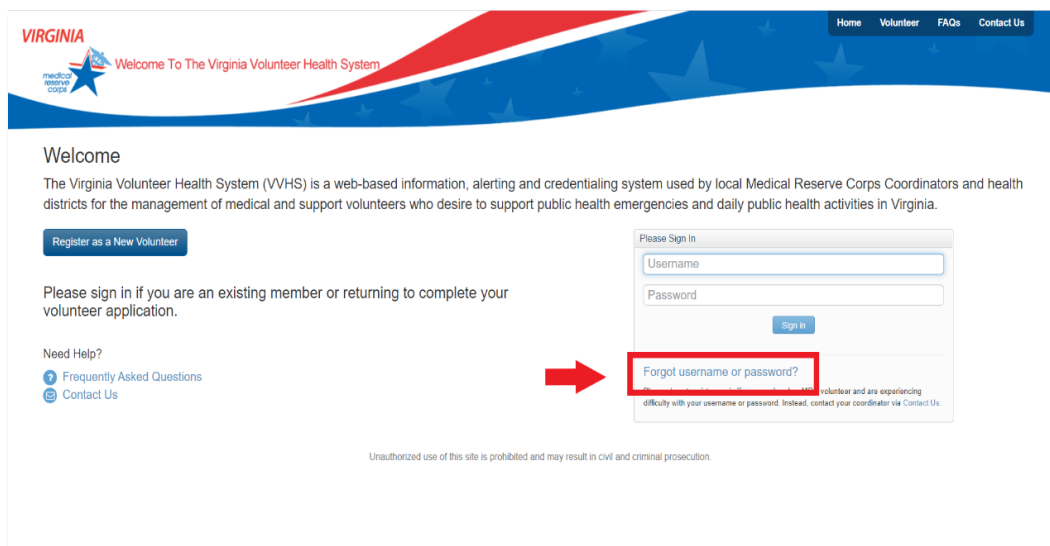 Home Volunteer FAQs Contact Us
VIRGINIA
medical
reserve
corps
Welcome To The Virginia Volunteer Health System
Welcome
The Virginia Volunteer Health System (VVHS) is a web-based information, alerting and credentialing system used by local Medical Reserve Corps Coordinators and health
districts for the management of medical and support volunteers who desire to support public health emergencies and daily public health activities in Virginia.
Register as a New Volunteer
Please sign in if you are an existing member or returning to complete your
volunteer application.
Need Help?
Frequently Asked Questions
Contact Us
Please Sign In
Username
Password
Sign in
Forgot username or password?
volunteer and are experiencing
difficulty with your username or password. Instead, contact your coordinator via Contact Us.
Unauthorized use of this site is prohibited and may result in civil and criminal prosecution.